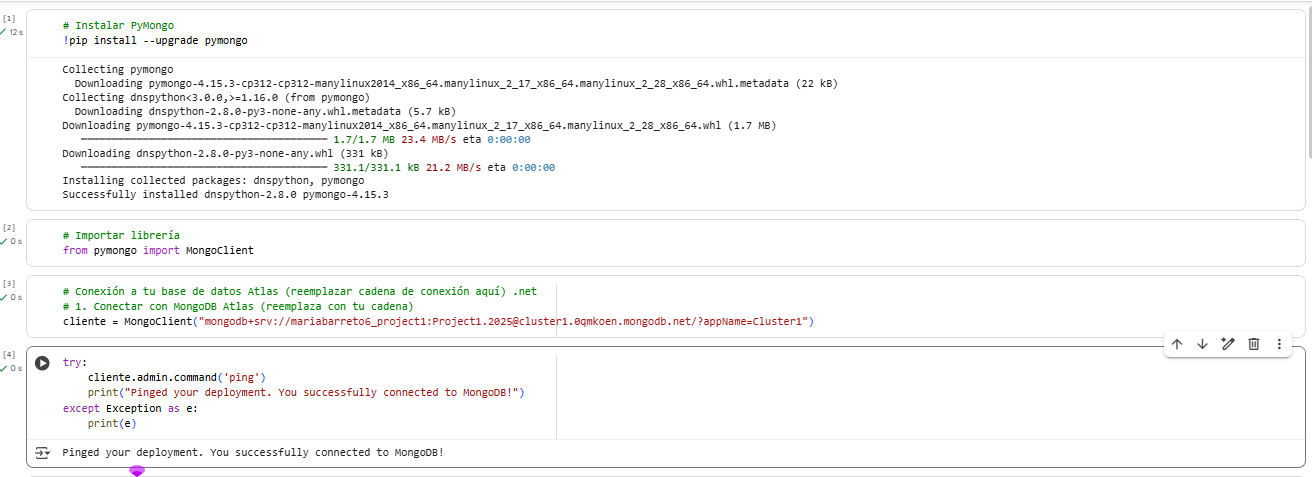 [1]
12 s
# Instalar PyMongo
!pip install --upgrade pymongo
Collecting pymongo
Downloading pymongo-4.15.3-cp312-cp312-manylinux2014_x86_64.manylinux_2_17_x86_64.manylinux_2_28_x86_64.whl.metadata (22 kB)
Collecting dnspython<3.0.0,>=1.16.0 (from pymongo)
Downloading dnspython-2.8.0-py3-none-any.whl.metadata (5.7 kB)
Downloading pymongo-4.15.3-cp312-cp312-manylinux2014_x86_64.manylinux_2_17_x86_64.manylinux_2_28_x86_64.whl (1.7 MB)
1.7/1.7 MB 23.4 MB/s eta 0:00:00
Downloading dnspython-2.8.0-py3-none-any.whl (331 kB)
331.1/331.1 kB 21.2 MB/s eta 0:00:00
Installing collected packages: dnspython, pymongo
Successfully installed dnspython-2.8.0 pymongo-4.15.3
[2]
0 s
# Importar librería
from pymongo import MongoClient
[3]
0 s
# Conexión a tu base de datos Atlas (reemplazar cadena de conexión aquí) .net
# 1. Conectar con MongoDB Atlas (reemplaza con tu cadena)
cliente = MongoClient("mongodb+srv://mariabarreto6_project1:Project1.2025@cluster1.0qmkoen.mongodb.net/?appName=Cluster1")
[4]
0 s
try:
cliente.admin.command('ping')
print("Pinged your deployment. You successfully connected to MongoDB!")
except Exception as e:
print(e)
Pinged your deployment. You successfully connected to MongoDB!